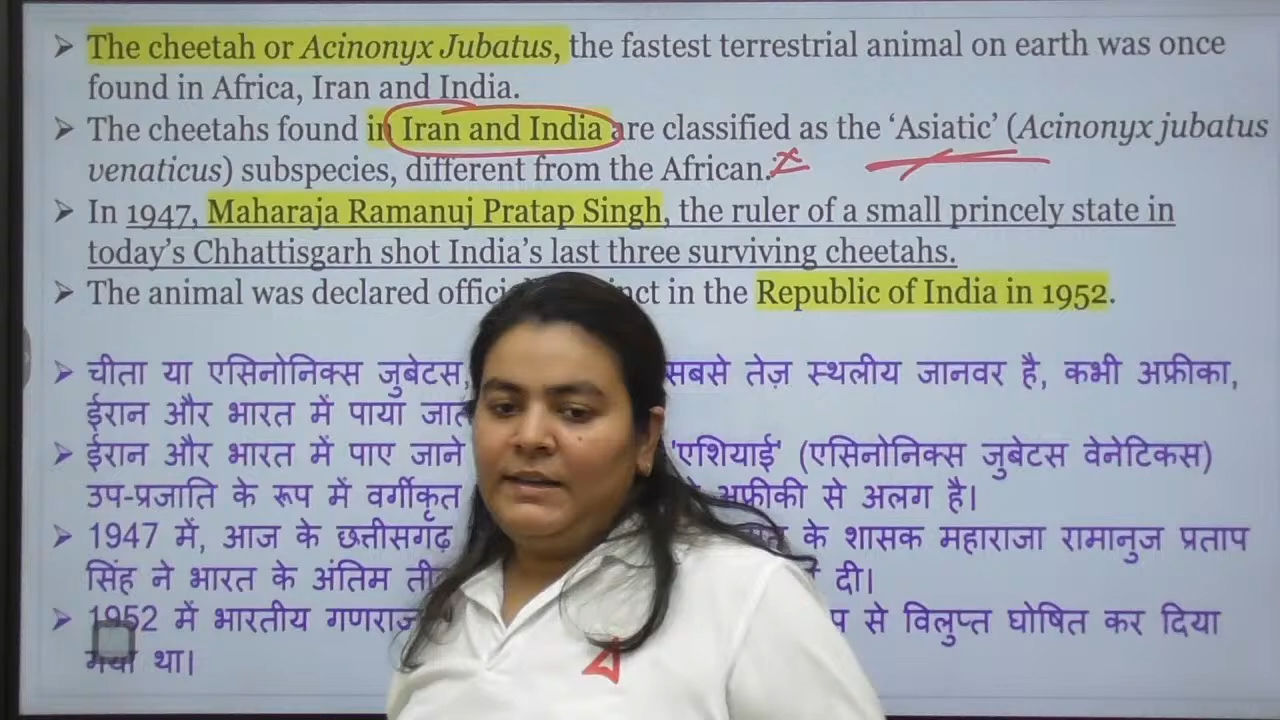 ➤ The cheetah or Acinonyx Jubatus, the fastest terrestrial animal on earth was once
found in Africa, Iran and India.
➤ The cheetahs found in Iran and India are classified as the ‘Asiatic’ (Acinonyx jubatus
venaticus) subspecies, different from the African.
➤ In 1947, Maharaja Ramanuj Pratap Singh, the ruler of a small princely state in
today’s Chhattisgarh shot India’s last three surviving cheetahs.
➤ The animal was declared in the Republic of India in 1952.
➤ चीता या एसिनोनिक्स जुबेटस, सबसे तेज़ स्थलीय जानवर है, कभी अफ्रीका,
ईरान और भारत में पाया
➤ ईरान और भारत में पाए जाने 'एशियाई' (एसिनोनिक्स जुबेटस वेनेटिकस)
उप-प्रजाति के रूप में वर्गीकृत अफ्रीकी से अलग है।
➤ 1947 में, आज के छत्तीसगढ़ के शासक महाराजा रामानुज प्रताप
सिंह ने भारत के अंतिम दी।
➤ 1952 में भारतीय से विलुप्त घोषित कर दिया
गया था।